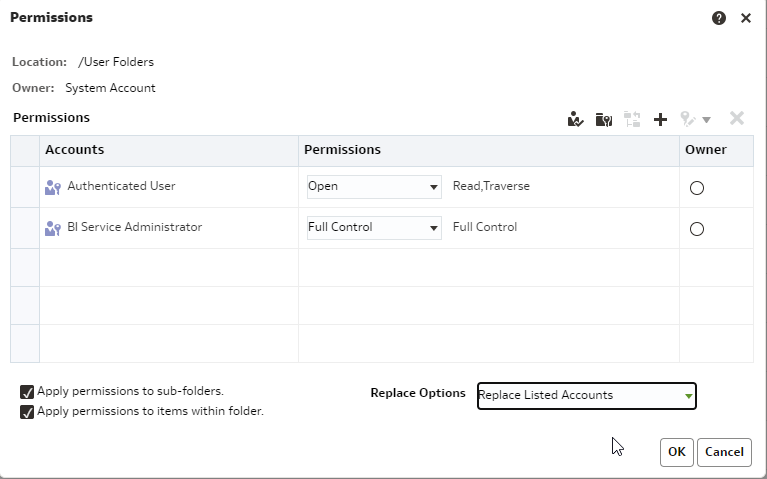 Permissions
Location: /User Folders
Owner: System Account
Permissions
Accounts Permissions Owner
Authenticated User Open Read,Traverse
BI Service Administrator Full Control Full Control
Apply permissions to sub-folders.
Apply permissions to items within folder.
Replace Options Replace Listed Accounts
OK Cancel